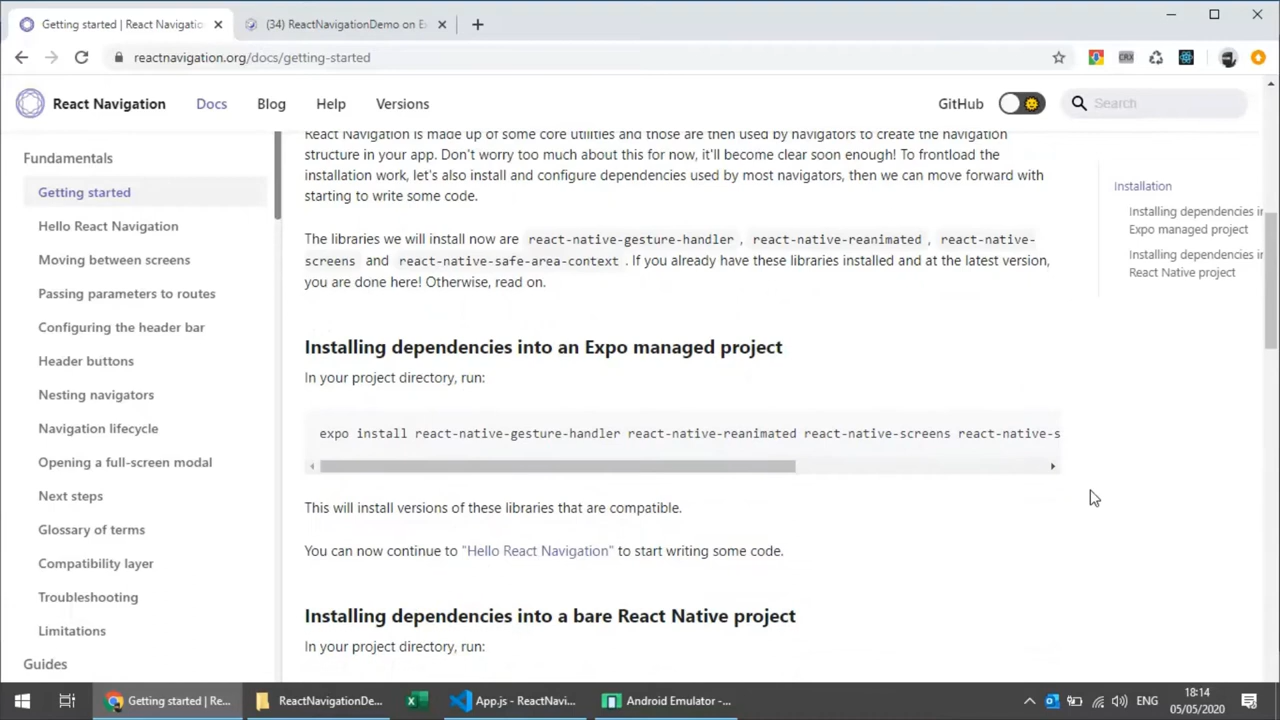 Getting started | React Navigatio
(34) ReactNavigationDemo on E
reactnavigation.org/docs/getting-started
React Navigation
Docs
Blog
Help
Versions
GitHub
Search
Fundamentals
Getting started
Hello React Navigation
Moving between screens
Passing parameters to routes
Configuring the header bar
Header buttons
Nesting navigators
Navigation lifecycle
Opening a full-screen modal
Next steps
Glossary of terms
Compatibility layer
Troubleshooting
Limitations
Guides
React Navigation is made up of some core utilities and those are then used by navigators to create the navigation
structure in your app. Don't worry too much about this for now, it'll become clear soon enough! To frontload the
installation work, let's also install and configure dependencies used by most navigators, then we can move forward with
starting to write some code.
The libraries we will install now are react-native-gesture-handler , react-native-reanimated , react-native-
screens and react-native-safe-area-context . If you already have these libraries installed and at the latest version,
you are done here! Otherwise, read on.
Installing dependencies into an Expo managed project
In your project directory, run:
expo install react-native-gesture-handler react-native-reanimated react-native-screens react-native-s
This will install versions of these libraries that are compatible.
You can now continue to "Hello React Navigation" to start writing some code.
Installing dependencies into a bare React Native project
In your project directory, run:
Installation
Installing dependencies i
Expo managed project
Installing dependencies i
React Native project
Getting started | Re...
ReactNavigationDe...
App.js - ReactNavi...
Android Emulator -...
ENG
18:14
05/05/2020